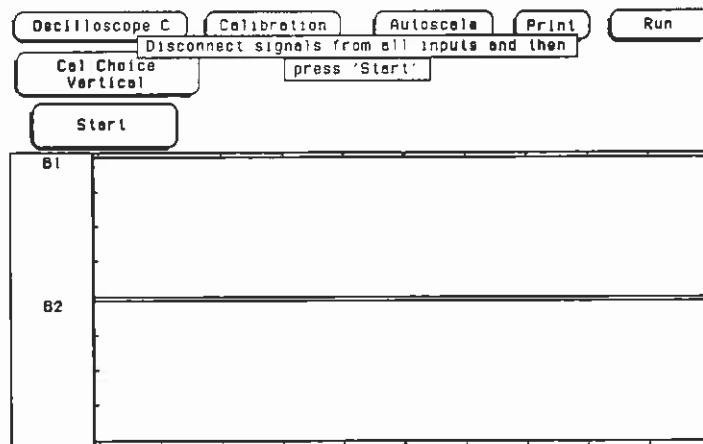 Oscilloscope C Calibration Autoscale Print Run
Disconnect signals from all inputs and then
press 'Start'
Cal Choice
Vertical
Start
B1
B2